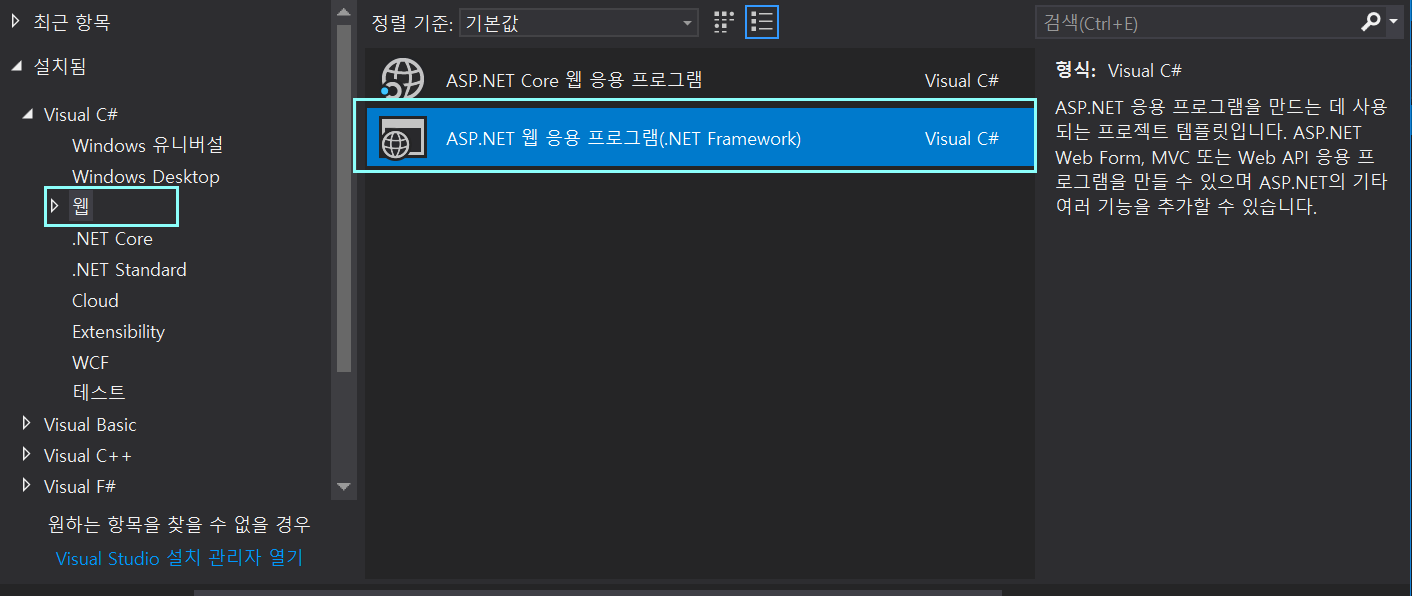 최근 항목
설치됨
Visual C#
Windows 유니버설
Windows Desktop
웹
.NET Core
.NET Standard
Cloud
Extensibility
WCF
테스트
Visual Basic
Visual C++
Visual F#
원하는 항목을 찾을 수 없을 경우
Visual Studio 설치 관리자 열기
정렬 기준: 기본값
ASP.NET Core 웹 응용 프로그램 Visual C#
ASP.NET 웹 응용 프로그램(.NET Framework) Visual C#
검색(Ctrl+E)
형식: Visual C#
ASP.NET 응용 프로그램을 만드는 데 사용
되는 프로젝트 템플릿입니다. ASP.NET
Web Form, MVC 또는 Web API 응용 프
로그램을 만들 수 있으며 ASP.NET의 기타
여러 기능을 추가할 수 있습니다.